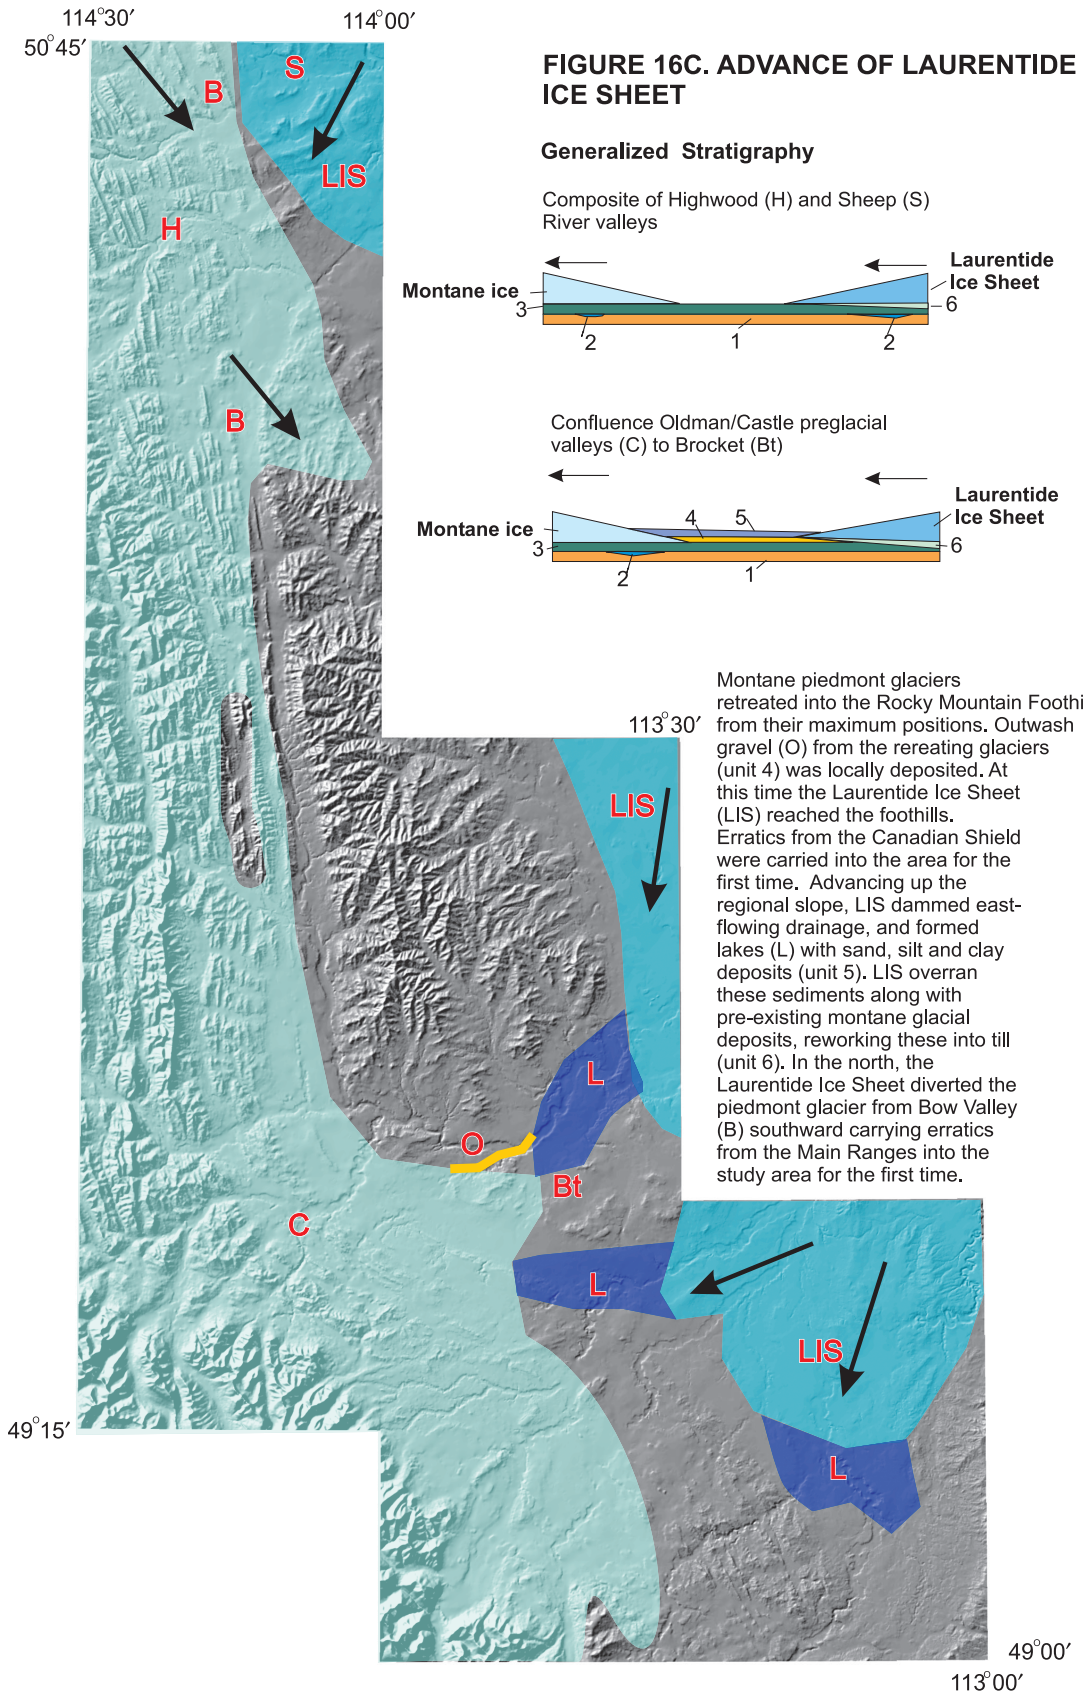 114°30′
114°00′
50°45′
FIGURE 16C. ADVANCE OF LAURENTIDE
ICE SHEET
Generalized Stratigraphy
Composite of Highwood (H) and Sheep (S)
River valleys
Montane ice
Laurentide
Ice Sheet
3
6
2
1
2
Confluence Oldman/Castle preglacial
valleys (C) to Brocket (Bt)
Montane ice
4
5
Laurentide
Ice Sheet
3
6
2
1
S
B
LIS
H
B
Montane piedmont glaciers
retreated into the Rocky Mountain Foothi
from their maximum positions. Outwash
gravel (O) from the rereating glaciers
(unit 4) was locally deposited. At
this time the Laurentide Ice Sheet
(LIS) reached the foothills.
Erratics from the Canadian Shield
were carried into the area for the
first time. Advancing up the
regional slope, LIS dammed east-
flowing drainage, and formed
lakes (L) with sand, silt and clay
deposits (unit 5). LIS overran
these sediments along with
pre-existing montane glacial
deposits, reworking these into till
(unit 6). In the north, the
Laurentide Ice Sheet diverted the
piedmont glacier from Bow Valley
(B) southward carrying erratics
from the Main Ranges into the
study area for the first time.
113°30′
LIS
L
O
Bt
C
L
LIS
L
49°15′
49°00′
113°00′